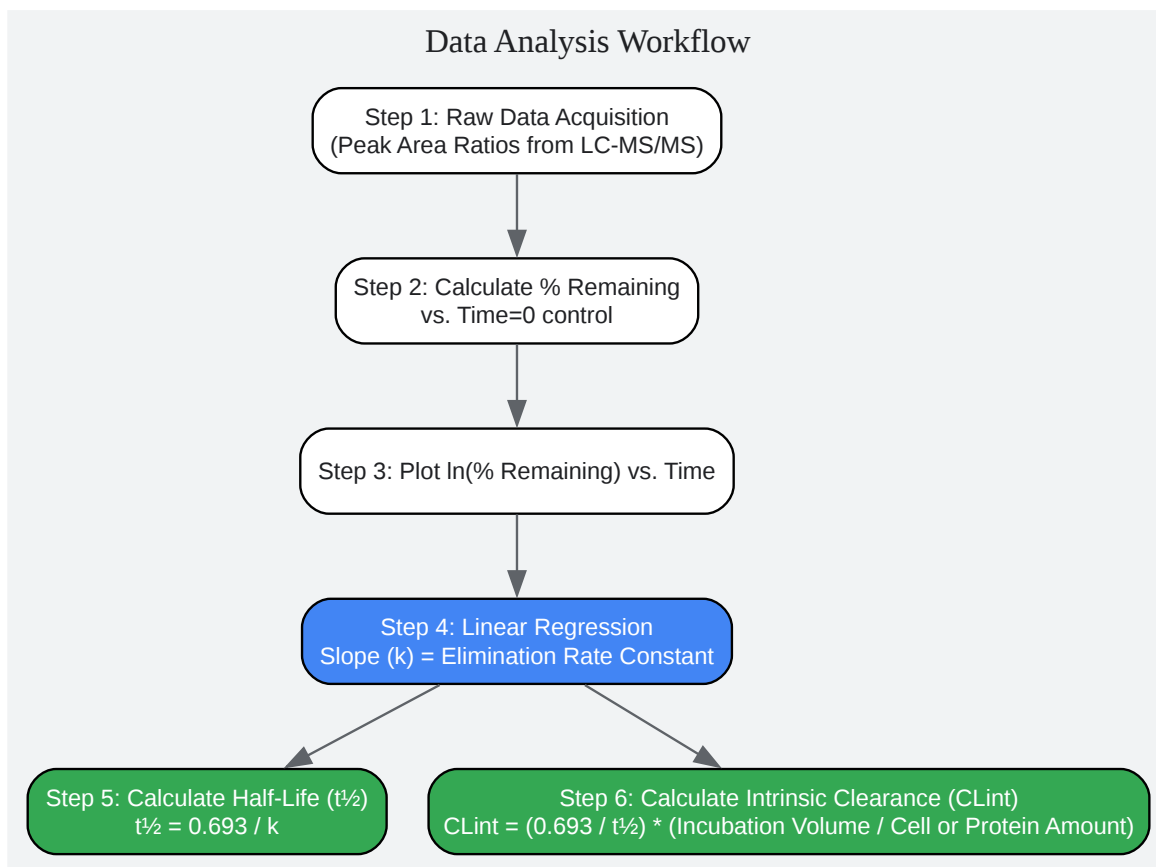 Data Analysis Workflow
Step 1: Raw Data Acquisition
(Peak Area Ratios from LC-MS/MS)
Step 2: Calculate % Remaining
vs. Time=0 control
Step 3: Plot ln(% Remaining) vs. Time
Step 4: Linear Regression
Slope (k) = Elimination Rate Constant
Step 5: Calculate Half-Life (t½)
t½ = 0.693 / k
Step 6: Calculate Intrinsic Clearance (CLint)
CLint = (0.693 / t½) * (Incubation Volume / Cell or Protein Amount)